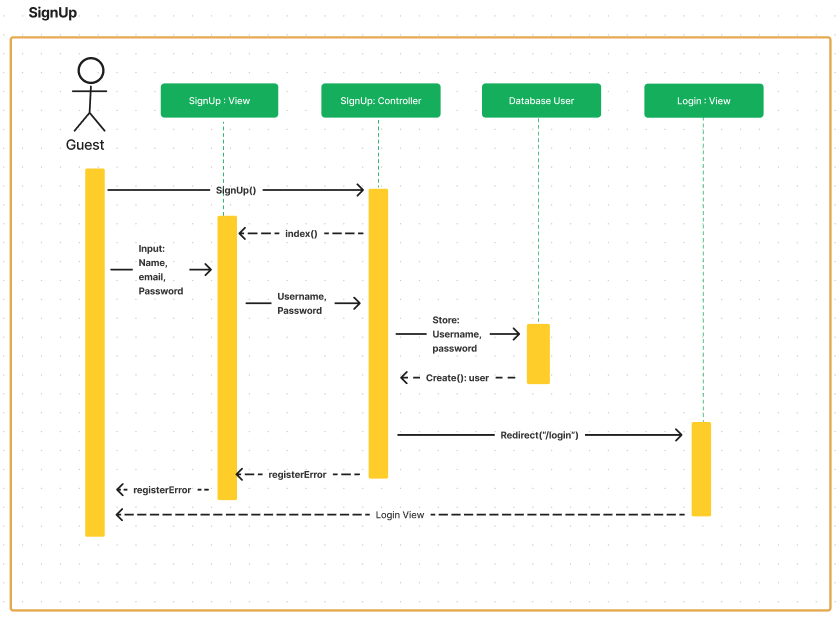 SignUp
SignUp : View
SIgnUp: Controller
Database User
Login : View
Guest
SignUp()
index()
Input:
Name,
email,
Password
Username,
Password
Store:
Username,
password
Create(): user
Redirect("/login")
registerError
registerError
Login View